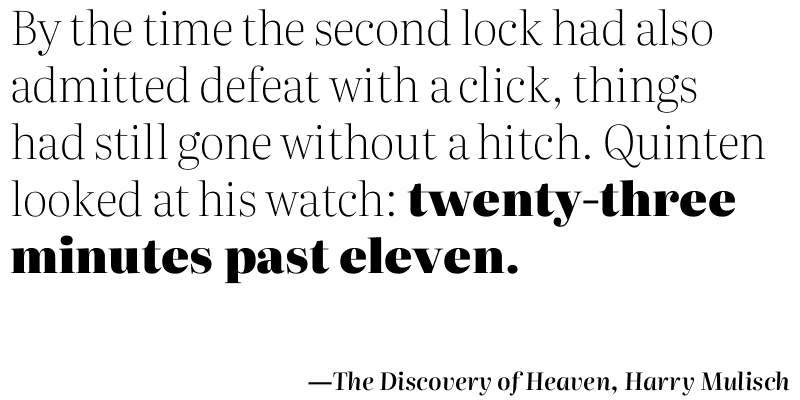 By the time the second lock had also
admitted defeat with a click, things
had still gone without a hitch. Quinten
looked at his watch: twenty-three
minutes past eleven.
—The Discovery of Heaven, Harry Mulisch